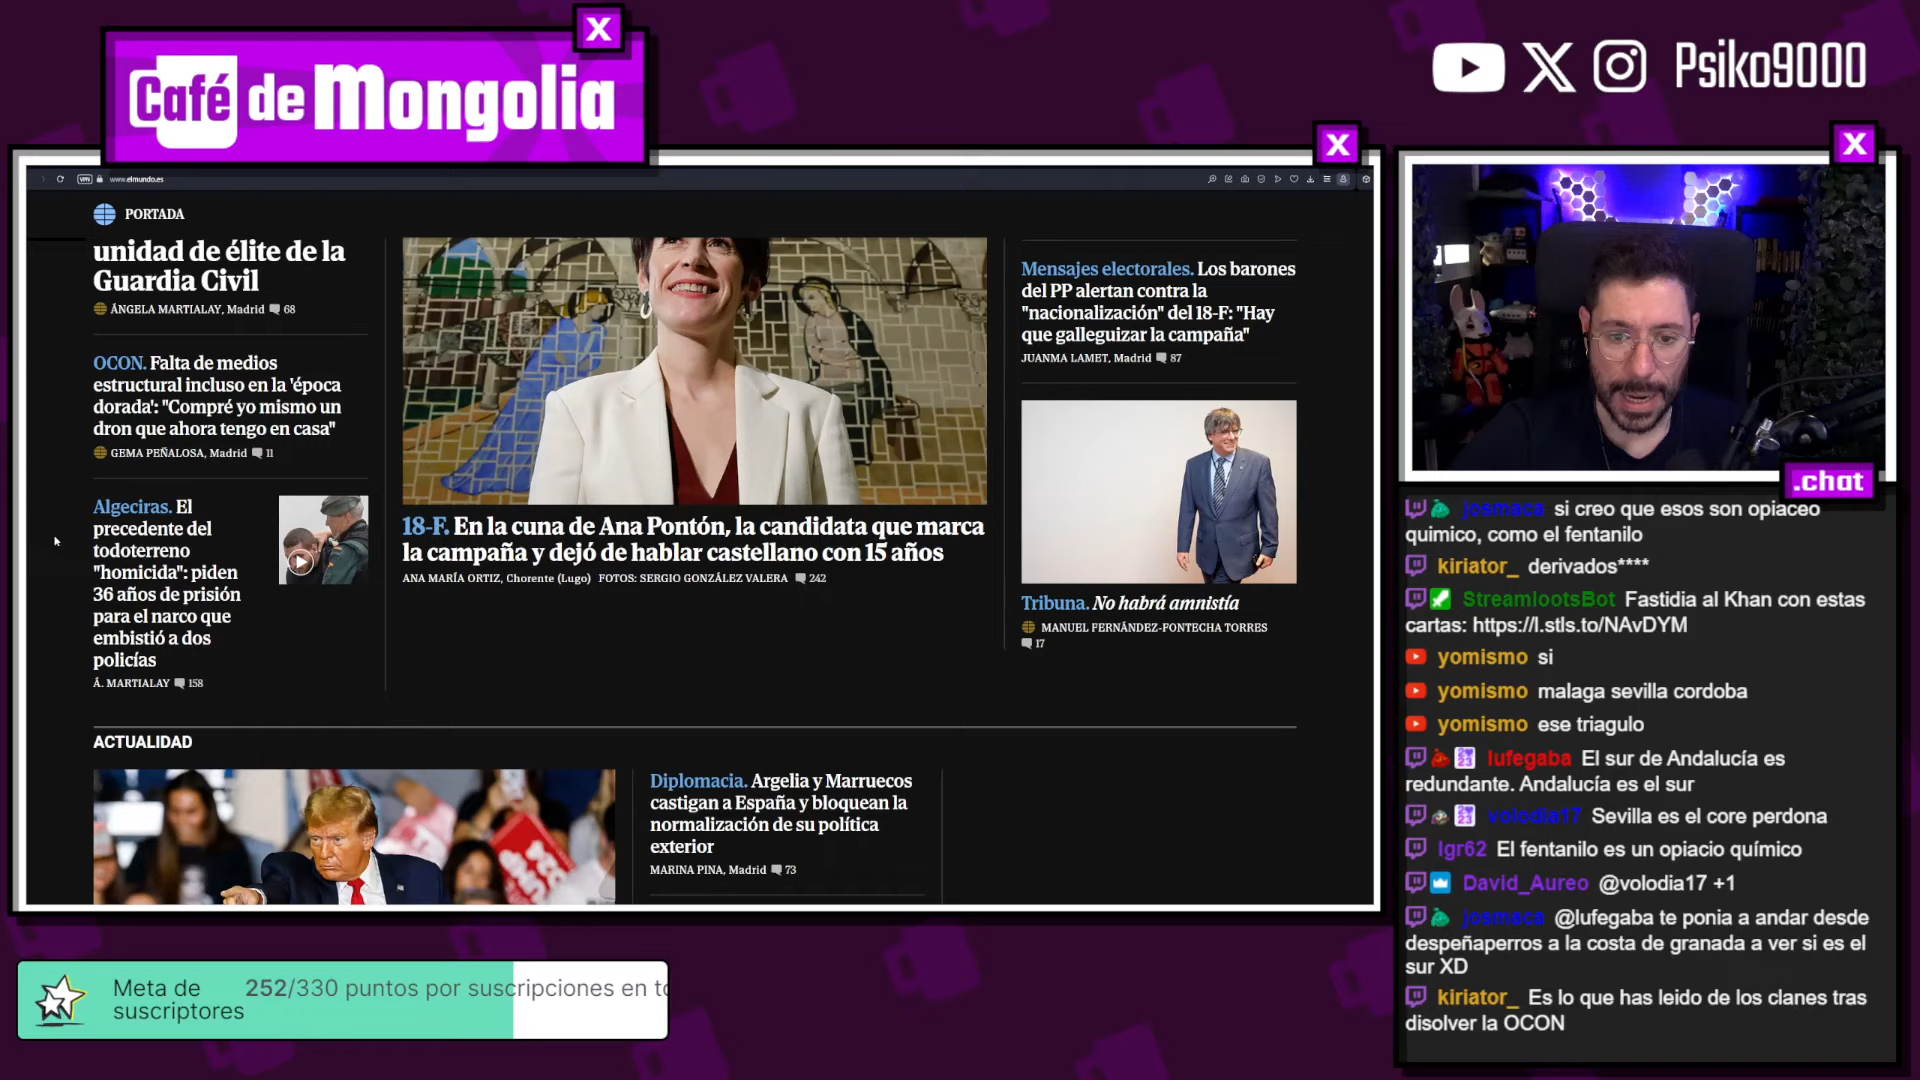 X
Café de Mongolia
Psiko9000
X
X
VPN
www.elmundo.es
PORTADA
unidad de élite de la
Guardia Civil
ÁNGELA MARTIALAY, Madrid 68
OCON. Falta de medios
estructural incluso en la 'época
dorada': "Compré yo mismo un
dron que ahora tengo en casa"
GEMA PEÑALOSA, Madrid 11
Algeciras. El
precedente del
todoterreno
"homicida": piden
36 años de prisión
para el narco que
embistió a dos
policías
Á. MARTIALAY 158
18-F. En la cuna de Ana Pontón, la candidata que marca
la campaña y dejó de hablar castellano con 15 años
ANA MARÍA ORTIZ, Chorente (Lugo) FOTOS: SERGIO GONZÁLEZ VALERA 242
Mensajes electorales. Los barones
del PP alertan contra la
"nacionalización" del 18-F: "Hay
que galleguizar la campaña"
JUANMA LAMET, Madrid 87
Tribuna. No habrá amnistía
MANUEL FERNÁNDEZ-FONTECHA TORRES
17
ACTUALIDAD
Diplomacia. Argelia y Marruecos
castigan a España y bloquean la
normalización de su política
exterior
MARINA PINA, Madrid 73
Meta de
suscriptores
252/330 puntos por suscripciones en to
.chat
josmaca si creo que esos son opiaceo
quimico, como el fentanilo
kiriator_ derivados****
StreamlootsBot Fastidia al Khan con estas
cartas: https://l.stls.to/NAvDYM
yomismo si
yomismo malaga sevilla cordoba
yomismo ese triagulo
lufegaba El sur de Andalucía es
redundante. Andalucía es el sur
volodia17 Sevilla es el core perdona
lgr62 El fentanilo es un opiacio químico
David_Aureo @volodia17 +1
josmaca @lufegaba te ponia a andar desde
despeñaperros a la costa de granada a ver si es el
sur XD
kiriator_ Es lo que has leido de los clanes tras
disolver la OCON